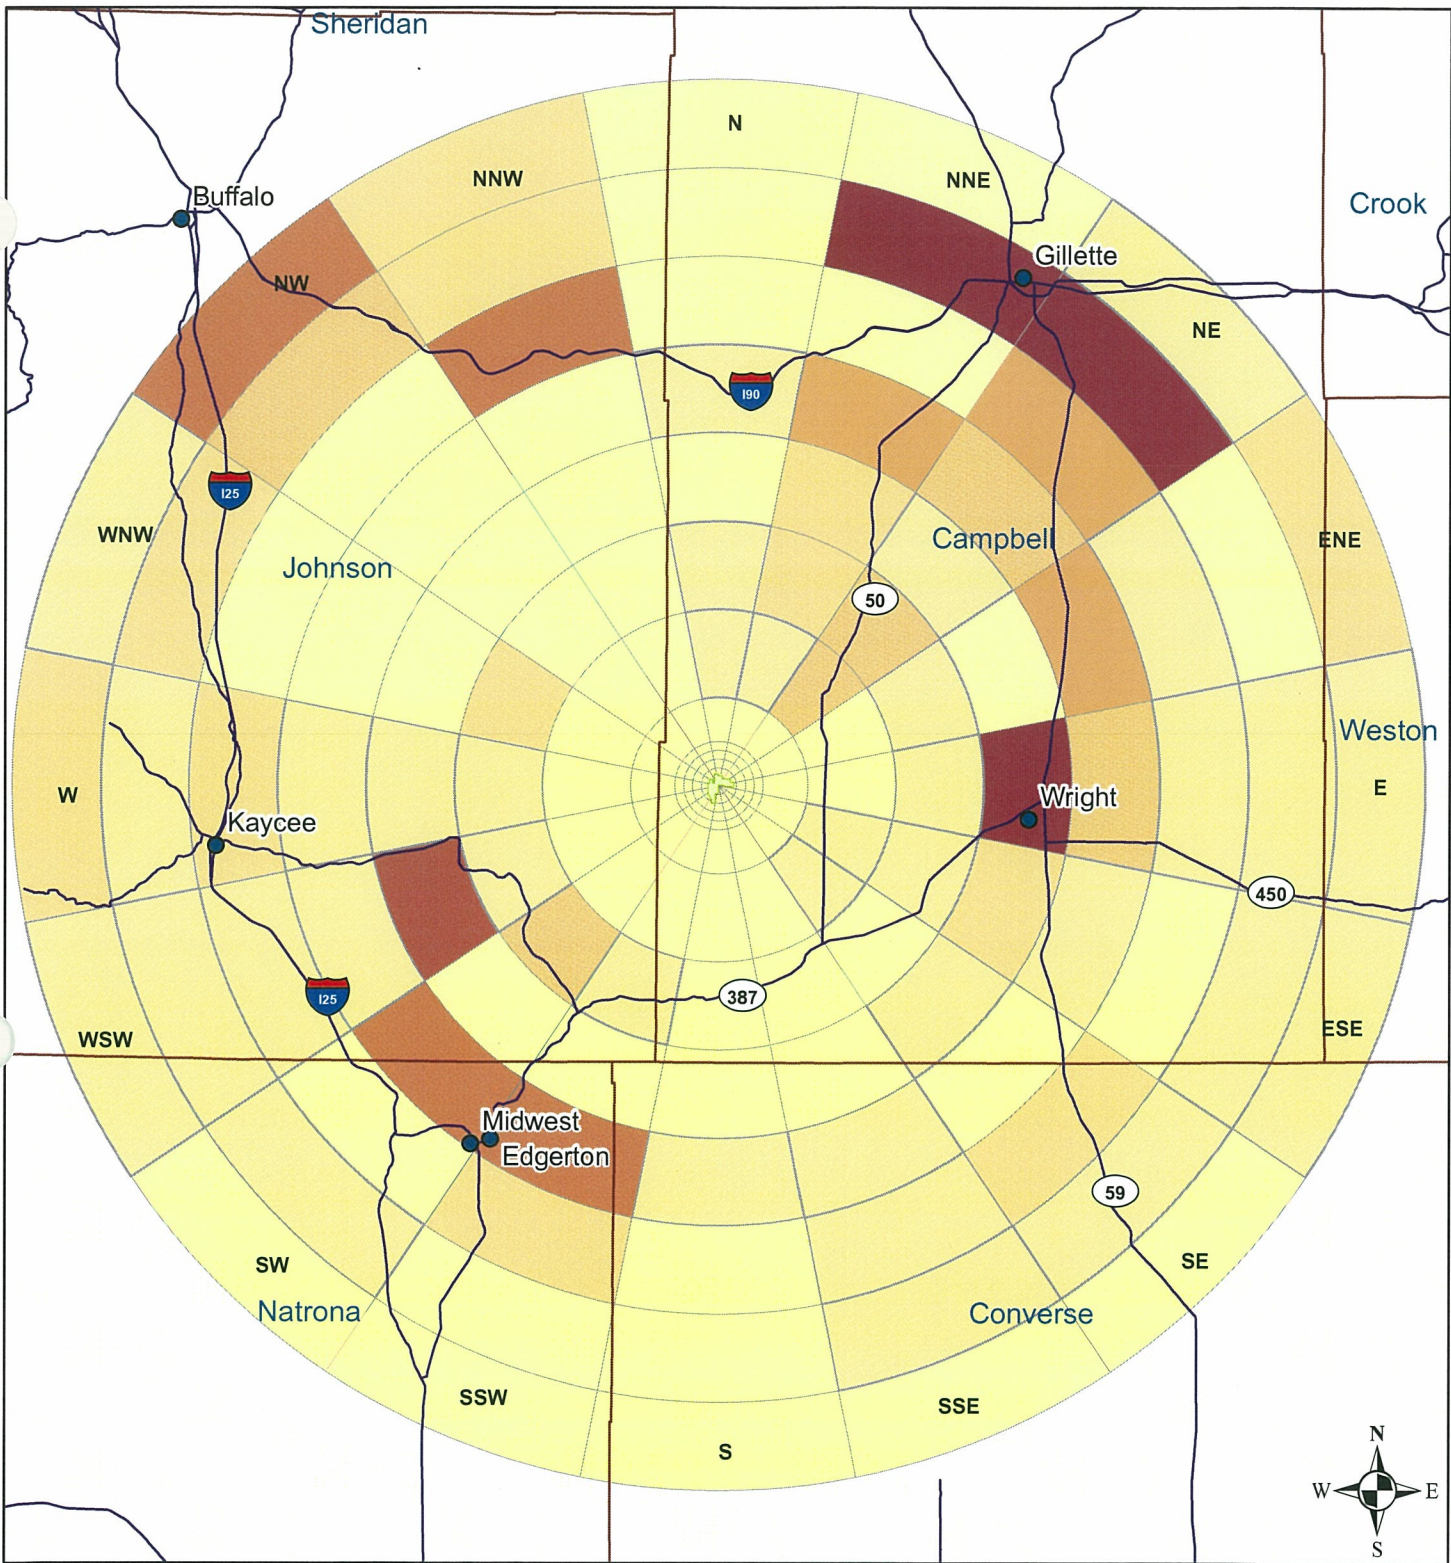 Sheridan
N
NNW
NNE
Buffalo
Crook
Gillette
NW
NE
I90
I25
WNW
Campbell
ENE
Johnson
50
Weston
W
E
Wright
Kaycee
450
I25
387
WSW
ESE
Midwest
Edgerton
59
SW
SE
Natrona
Converse
SSW
SSE
S
N
W
E
S